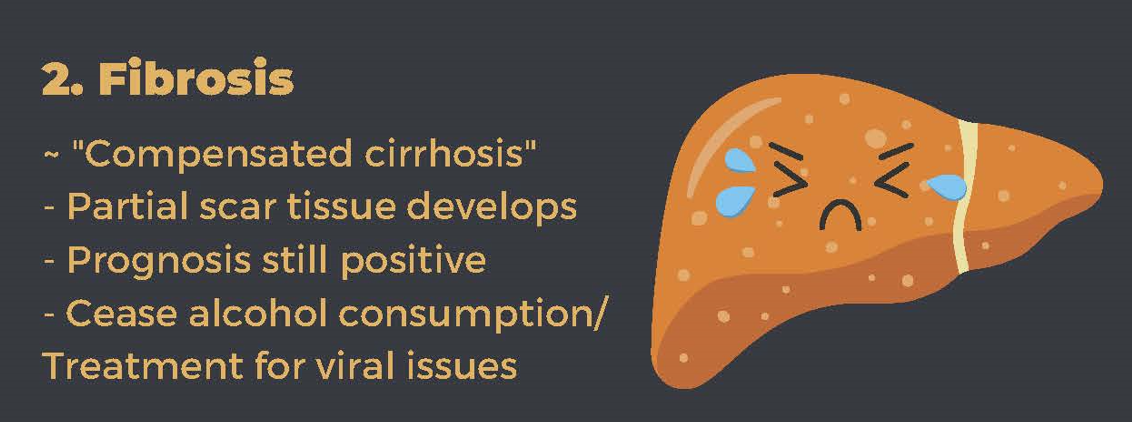 2. Fibrosis
~ "Compensated cirrhosis"
- Partial scar tissue develops
- Prognosis still positive
- Cease alcohol consumption/
Treatment for viral issues